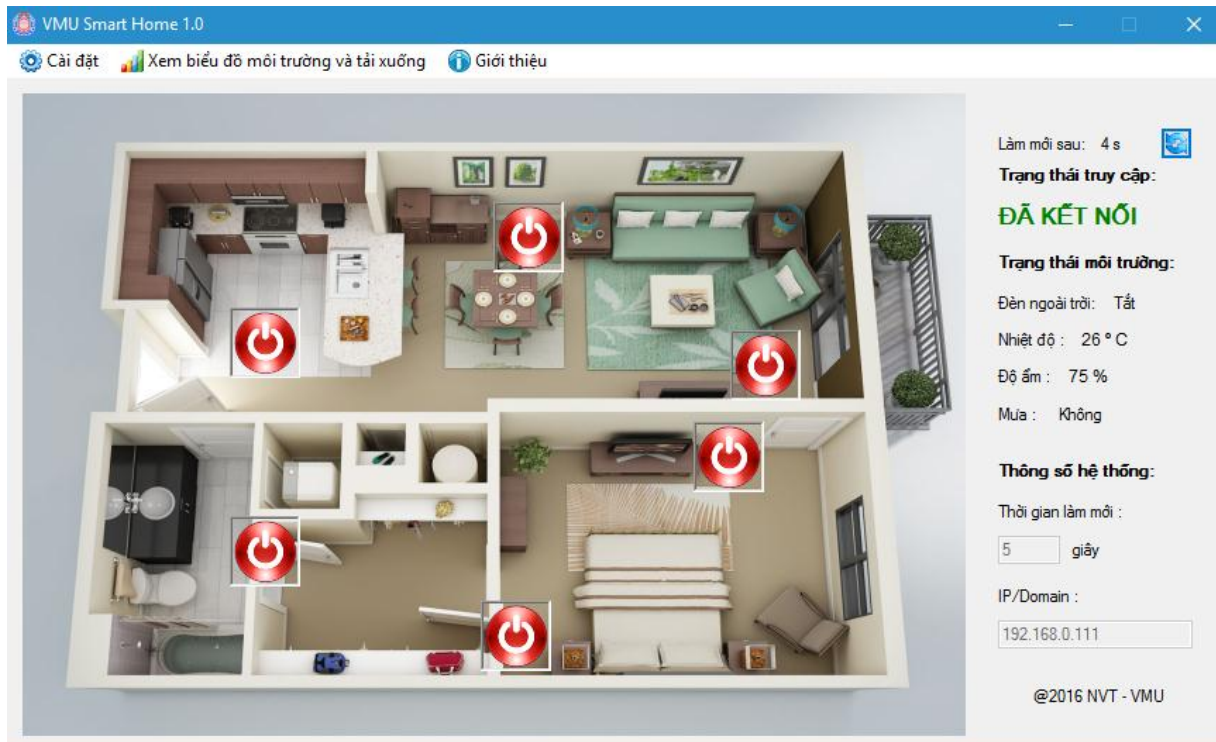 VMU Smart Home 1.0
Cài đặt Xem biểu đồ môi trường và tải xuống Giới thiệu
Làm mới sau: 4 s
Trạng thái truy cập:
ĐÃ KẾT NỐI
Trạng thái môi trường:
Đèn ngoài trời: Tắt
Nhiệt độ : 26 ° C
Độ ẩm : 75 %
Mưa : Không
Thông số hệ thống:
Thời gian làm mới :
5 giây
IP/Domain :
192.168.0.111
@2016 NVT - VMU